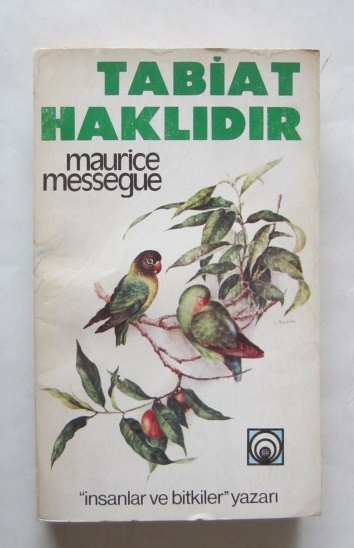 TABİAT
HAKLIDIR
maurice
messegue
"insanlar ve bitkiler" yazarı